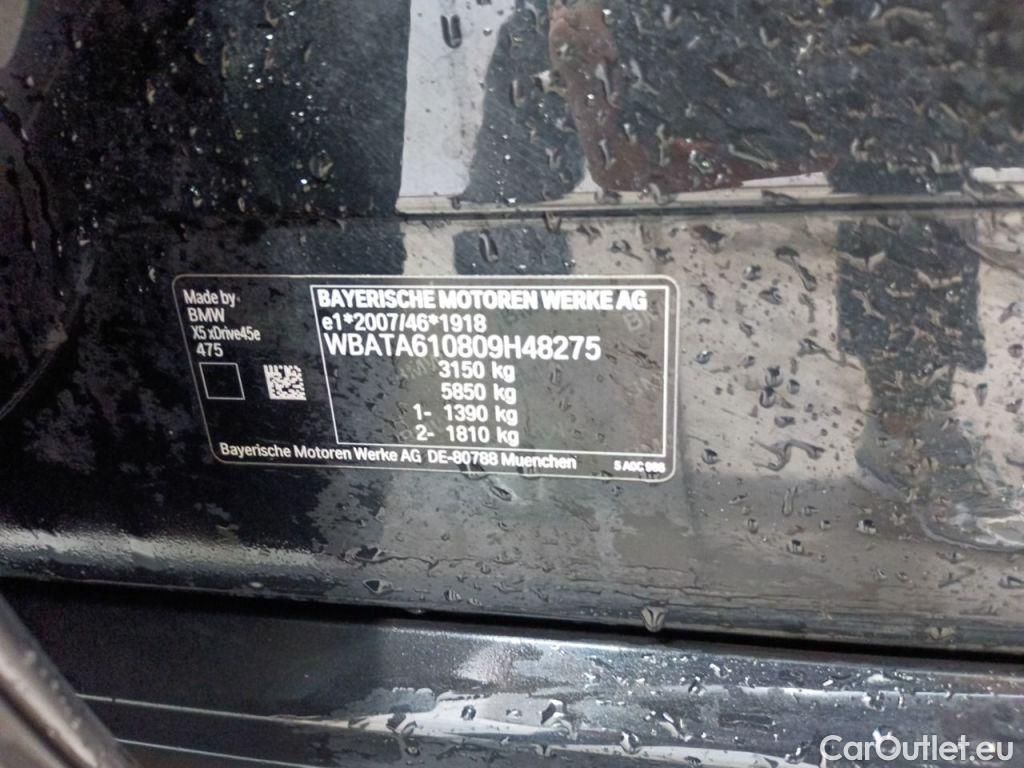 Made by
BMW
X5 xDrive45e
475
BAYERISCHE MOTOREN WERKE AG
e1*2007/46*1918
WBATA610809H48275
3150 kg
5850 kg
1- 1390 kg
2- 1810 kg
Bayerische Motoren Werke AG DE-80788 Muenchen
CarOutlet.eu